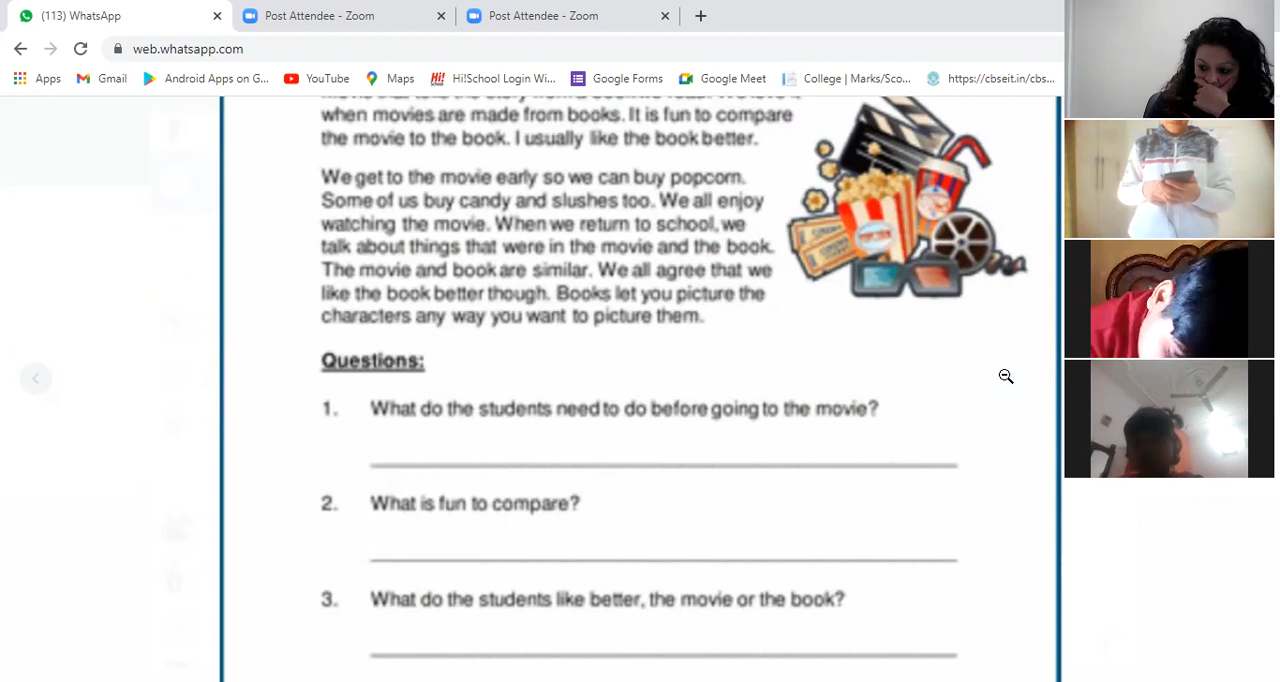 (113) WhatsApp
Post Attendee - Zoom
Post Attendee - Zoom
web.whatsapp.com
Apps
Gmail
Android Apps on G...
YouTube
Maps
Hi!School Login Wi...
Google Forms
Google Meet
College | Marks/Sco...
https://cbseit.in/cbs...
when movies are made from books. It is fun to compare
the movie to the book. I usually like the book better.
We get to the movie early so we can buy popcorn.
Some of us buy candy and slushes too. We all enjoy
watching the movie. When we return to school, we
talk about things that were in the movie and the book.
The movie and book are similar. We all agree that we
like the book better though. Books let you picture the
characters any way you want to picture them.
Questions:
1. What do the students need to do before going to the movie?
2. What is fun to compare?
3. What do the students like better, the movie or the book?